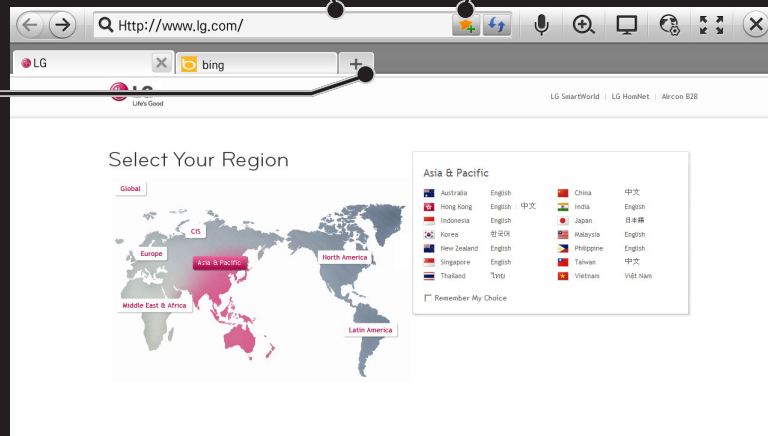 Http://www.lg.com/
LG
bing
LG
Life's Good
LG SmartWorld | LG HomNet | Aircon B2B
Select Your Region
Global
CIS
Europe
Asia & Pacific
North America
Middle East & Africa
Latin America
Asia & Pacific
Australia English China 中文
Hong Kong English 中文 India English
Indonesia English Japan 日本語
Korea 한국어 Malaysia English
New Zealand English Philippine English
Singapore English Taiwan 中文
Thailand ไทย Vietnam Việt Nam
Remember My Choice